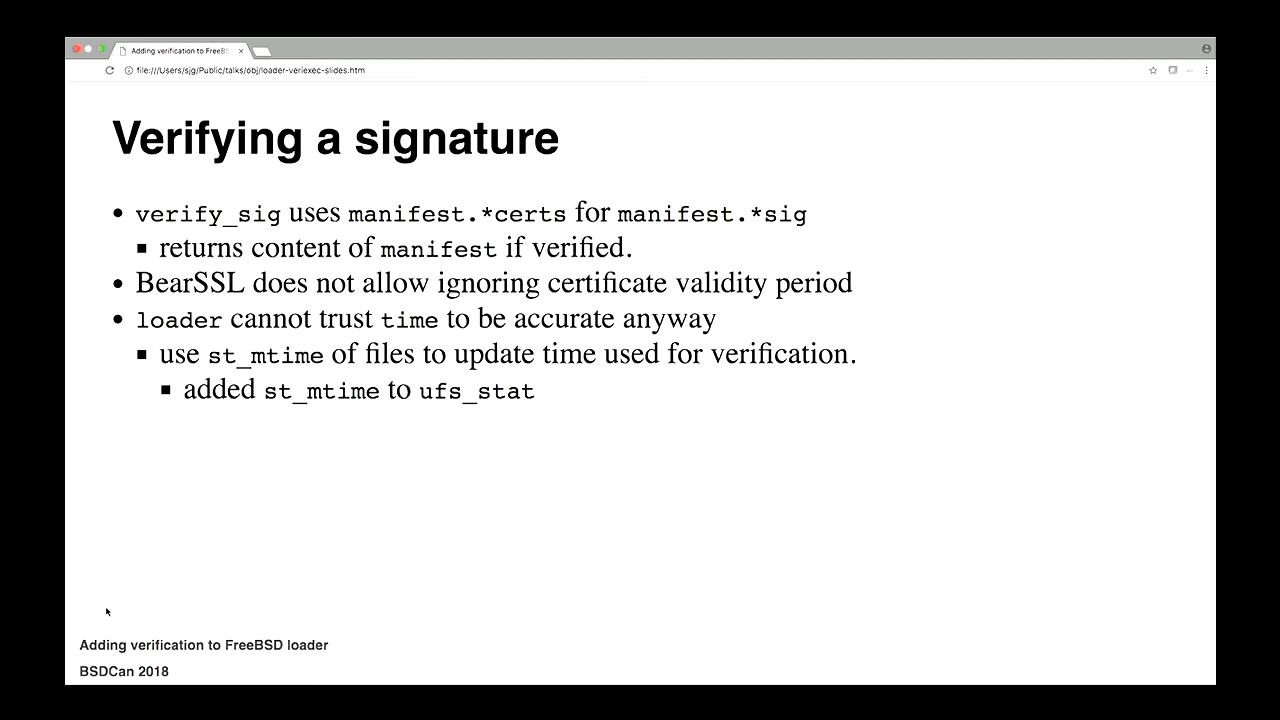 Adding verification to FreeBS
file:///Users/sjg/Public/talks/obj/loader-veriexec-slides.htm
Verifying a signature
• verify_sig uses manifest.*certs for manifest.*sig
▪ returns content of manifest if verified.
• BearSSL does not allow ignoring certificate validity period
• loader cannot trust time to be accurate anyway
▪ use st_mtime of files to update time used for verification.
▪ added st_mtime to ufs_stat
Adding verification to FreeBSD loader
BSDCan 2018